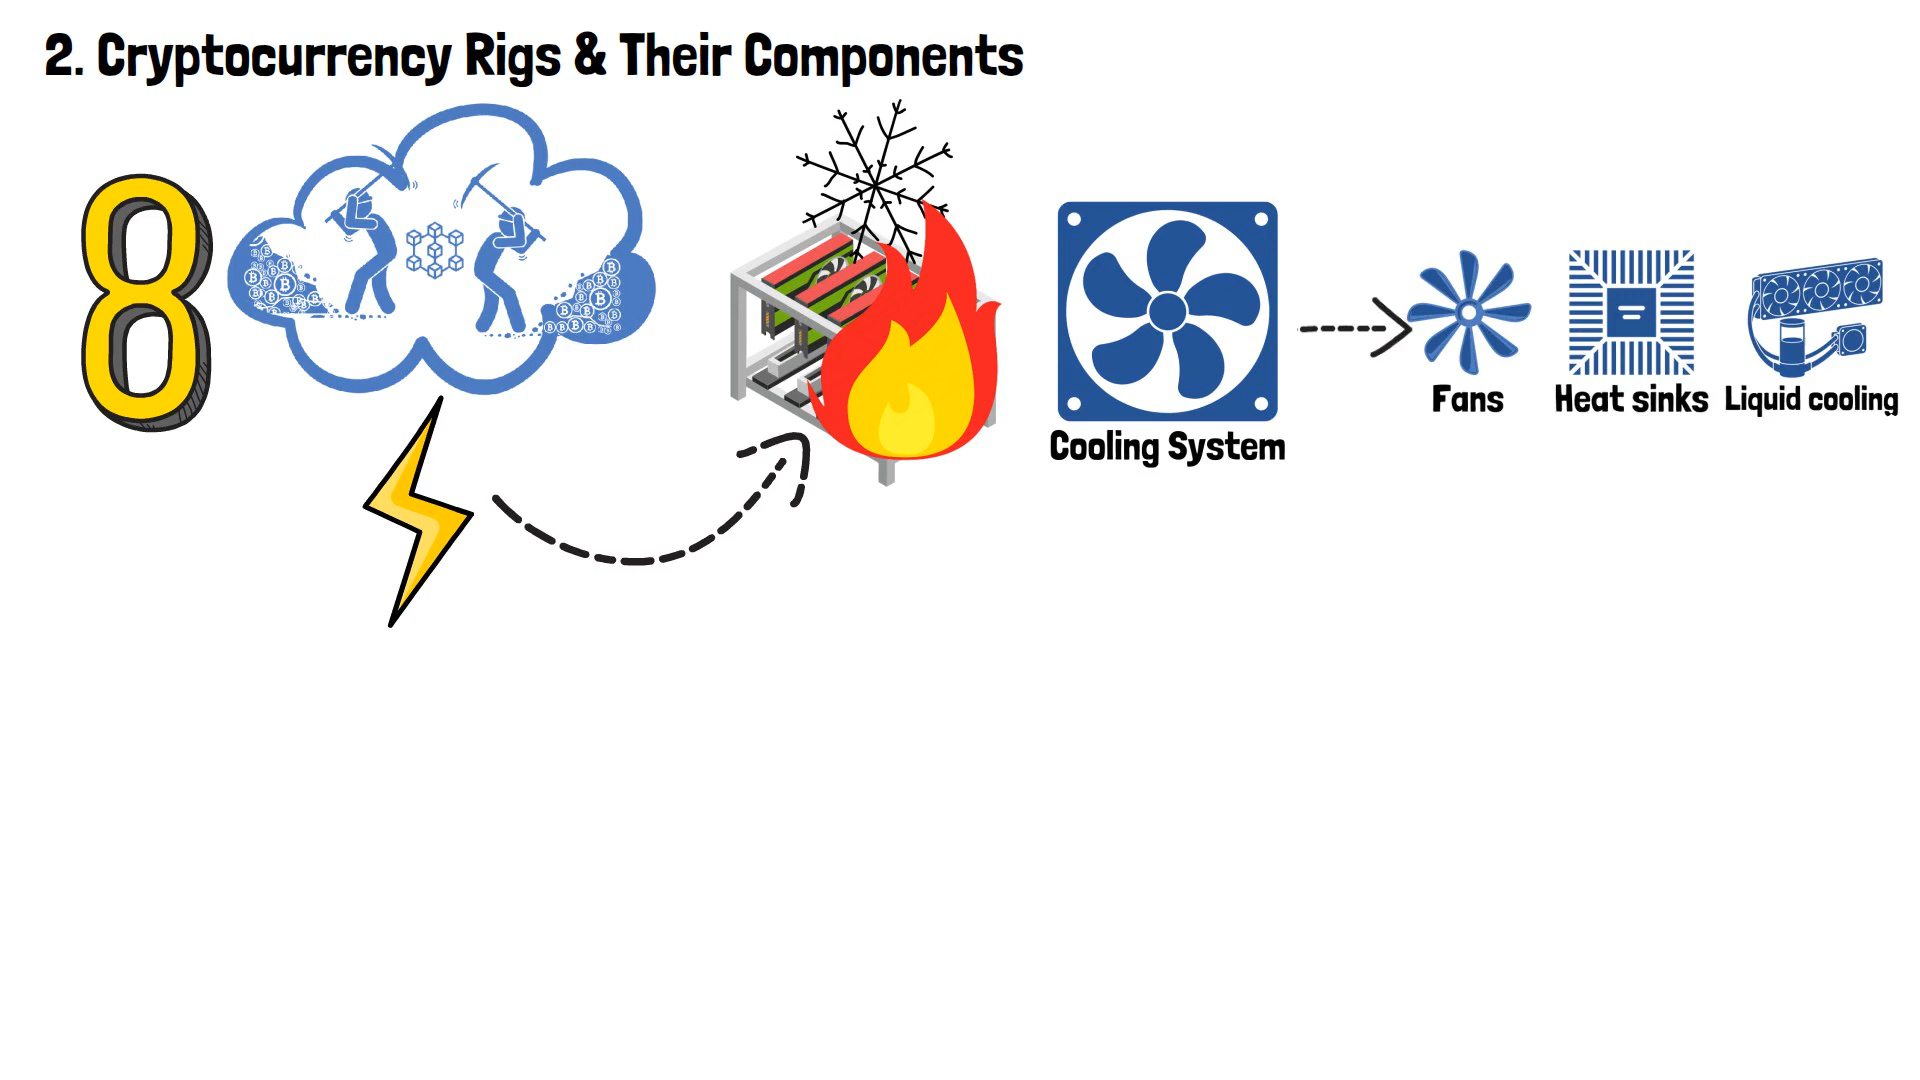 2. Cryptocurrency Rigs & Their Components
8
Cooling System
Fans
Heat sinks
Liquid cooling